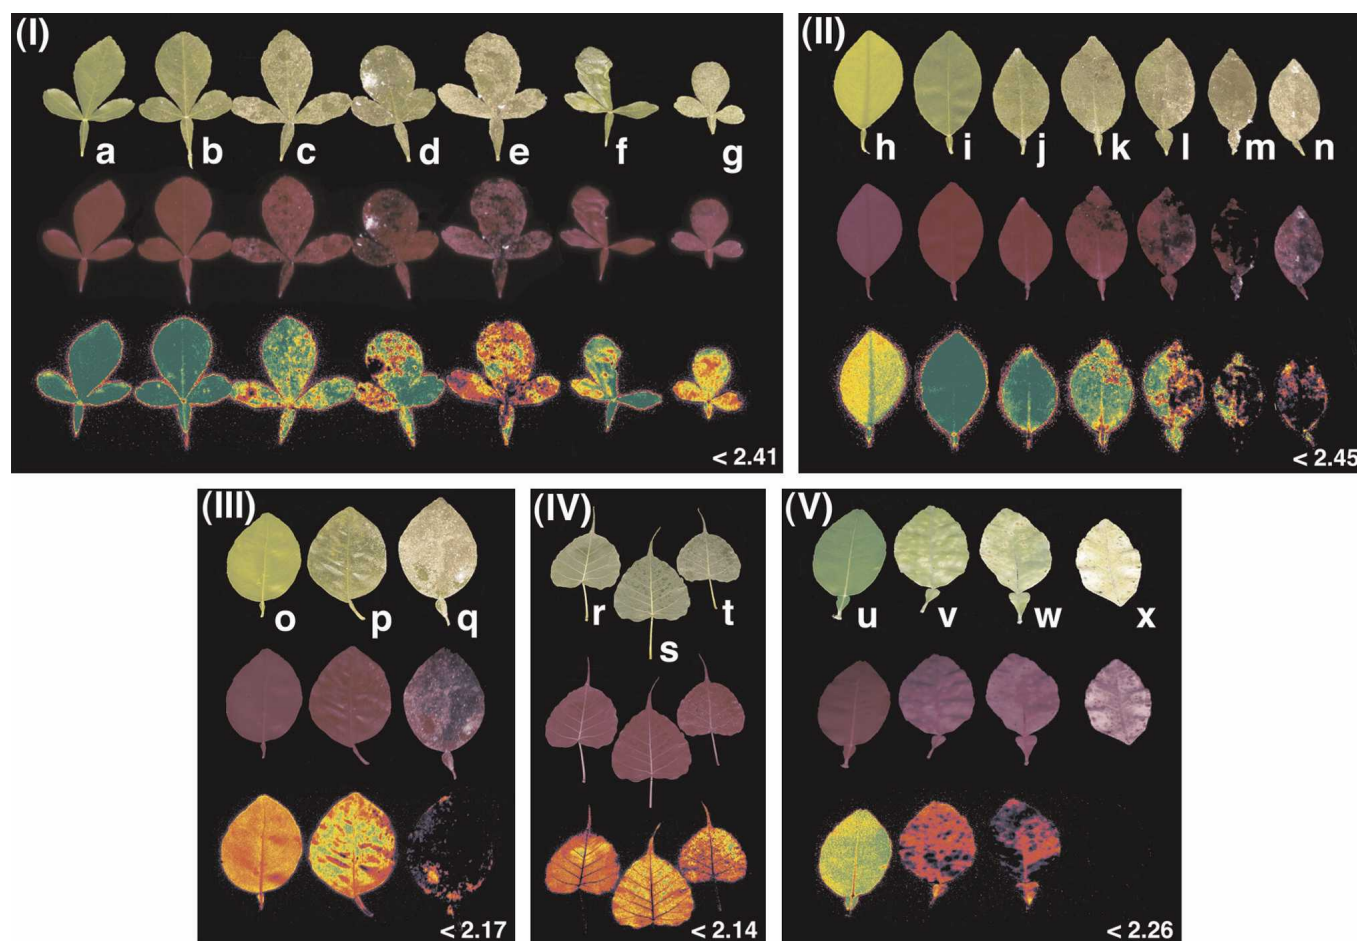 (I)
a b c d e f g
< 2.41
(II)
h i j k l m n
< 2.45
(III)
o p q
< 2.17
(IV)
r s t
< 2.14
(V)
u v w x
< 2.26